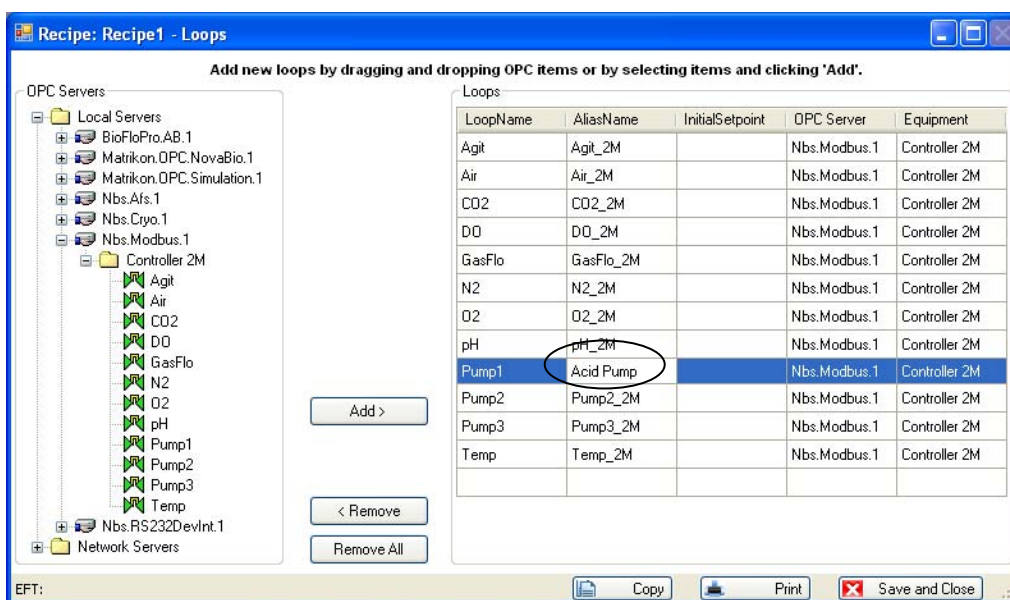 Recipe: Recipe1 - Loops
Add new loops by dragging and dropping OPC items or by selecting items and clicking 'Add'.
OPC Servers
Local Servers
BioFloPro.AB.1
Matrikon.OPC.NovaBio.1
Matrikon.OPC.Simulation.1
Nbs.Afs.1
Nbs.Cryo.1
Nbs.Modbus.1
Controller 2M
Agit
Air
CO2
DO
GasFlo
N2
O2
pH
Pump1
Pump2
Pump3
Temp
Nbs.RS232DevInt.1
Network Servers
Add >
< Remove
Remove All
Loops
LoopName AliasName InitialSetpoint OPC Server Equipment
Agit Agit_2M Nbs.Modbus.1 Controller 2M
Air Air_2M Nbs.Modbus.1 Controller 2M
CO2 CO2_2M Nbs.Modbus.1 Controller 2M
DO DO_2M Nbs.Modbus.1 Controller 2M
GasFlo GasFlo_2M Nbs.Modbus.1 Controller 2M
N2 N2_2M Nbs.Modbus.1 Controller 2M
O2 O2_2M Nbs.Modbus.1 Controller 2M
pH pH_2M Nbs.Modbus.1 Controller 2M
Pump1 Acid Pump Nbs.Modbus.1 Controller 2M
Pump2 Pump2_2M Nbs.Modbus.1 Controller 2M
Pump3 Pump3_2M Nbs.Modbus.1 Controller 2M
Temp Temp_2M Nbs.Modbus.1 Controller 2M
EFT:
Copy
Print
Save and Close